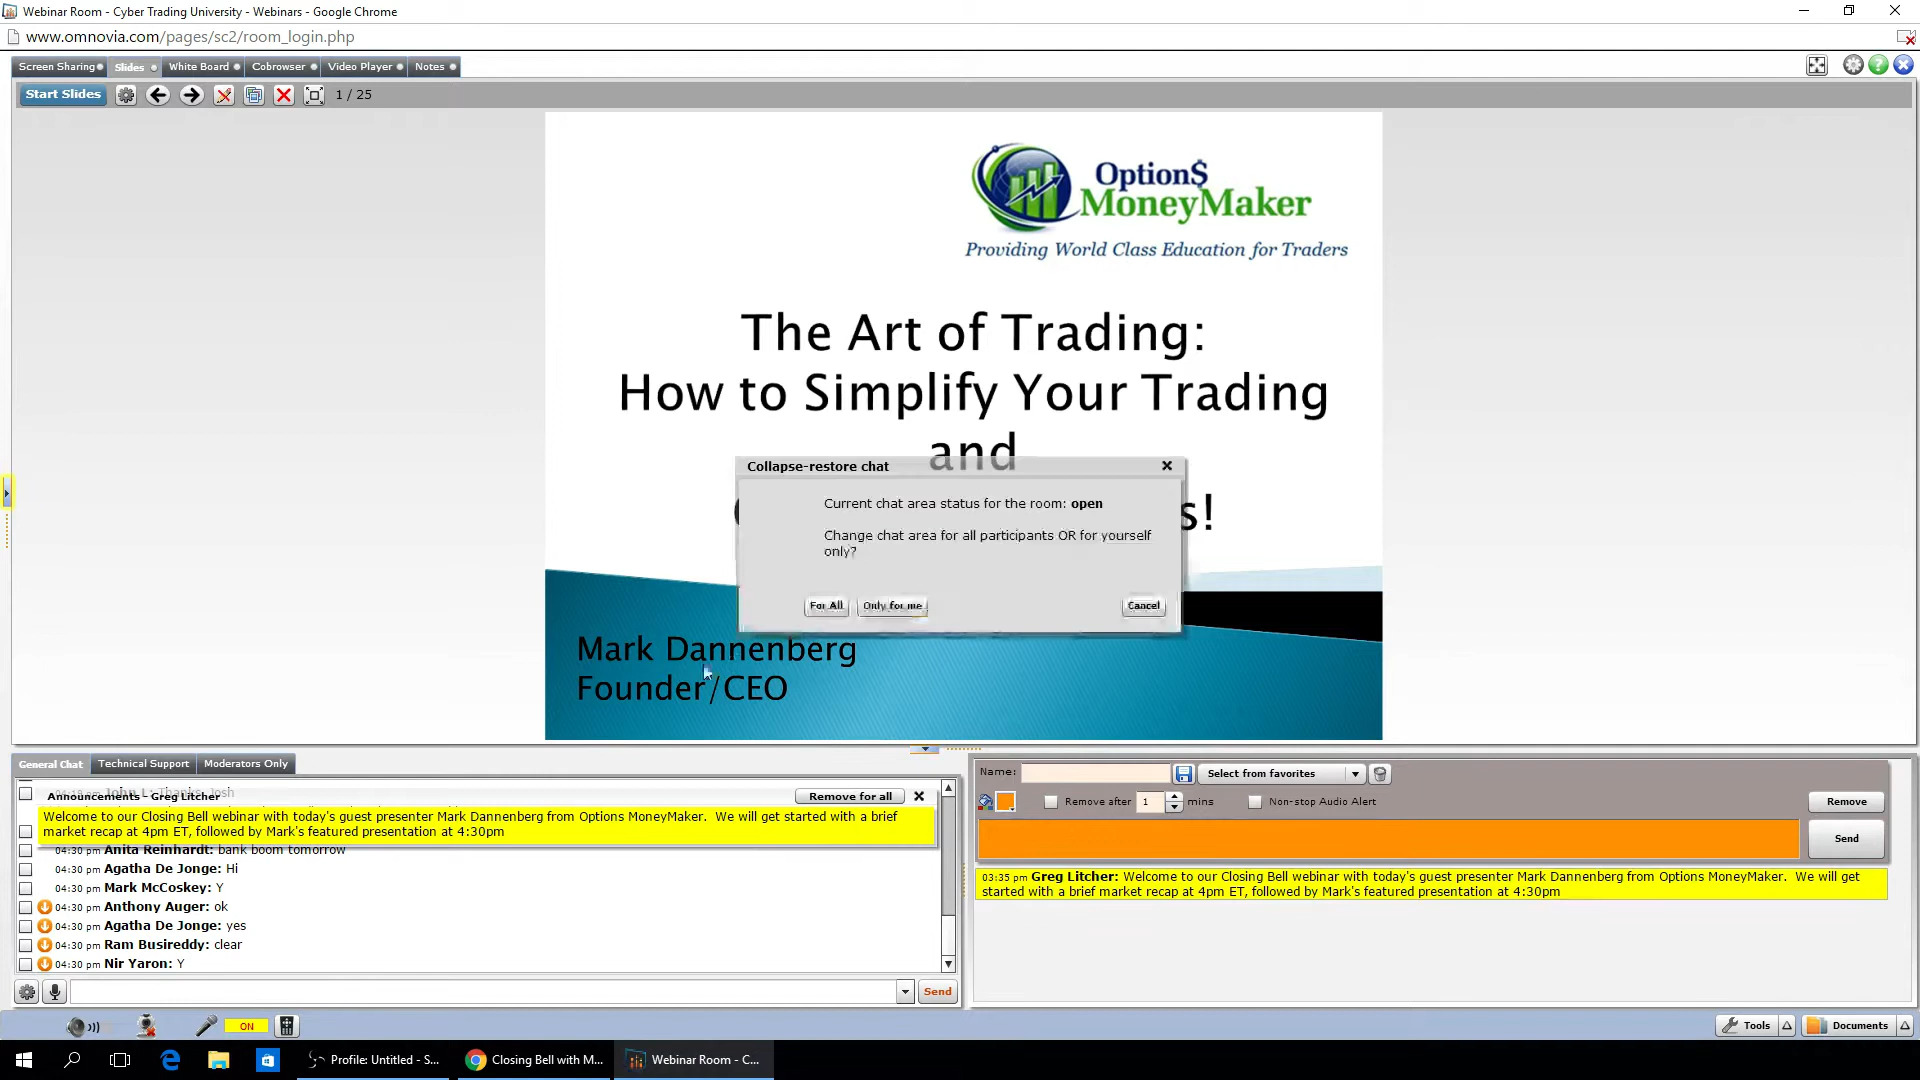 Webinar Room - Cyber Trading University - Webinars - Google Chrome
www.omnovia.com/pages/sc2/room_login.php
Screen Sharing
Slides
White Board
Cobrowser
Video Player
Notes
Start Slides
1 / 25
Option$
MoneyMaker
Providing World Class Education for Traders
The Art of Trading:
How to Simplify Your Trading
and
s!
Collapse-restore chat
Current chat area status for the room: open
Change chat area for all participants OR for yourself
only?
For All
Only for me
Cancel
Mark Dannenberg
Founder/CEO
General Chat
Technical Support
Moderators Only
John L: Thanks, Josh
Announcements - Greg Litcher
Remove for all
Welcome to our Closing Bell webinar with today's guest presenter Mark Dannenberg from Options MoneyMaker. We will get started with a brief
market recap at 4pm ET, followed by Mark's featured presentation at 4:30pm
04:30 pm Anita Reinhardt: bank boom tomorrow
04:30 pm Agatha De Jonge: Hi
04:30 pm Mark McCoskey: Y
04:30 pm Anthony Auger: ok
04:30 pm Agatha De Jonge: yes
04:30 pm Ram Busireddy: clear
04:30 pm Nir Yaron: Y
Send
Name:
Select from favorites
Remove after 1 mins
Non-stop Audio Alert
Remove
Send
03:35 pm Greg Litcher: Welcome to our Closing Bell webinar with today's guest presenter Mark Dannenberg from Options MoneyMaker. We will get
started with a brief market recap at 4pm ET, followed by Mark's featured presentation at 4:30pm
ON
Tools
Documents
Profile: Untitled - S...
Closing Bell with M...
Webinar Room - C...